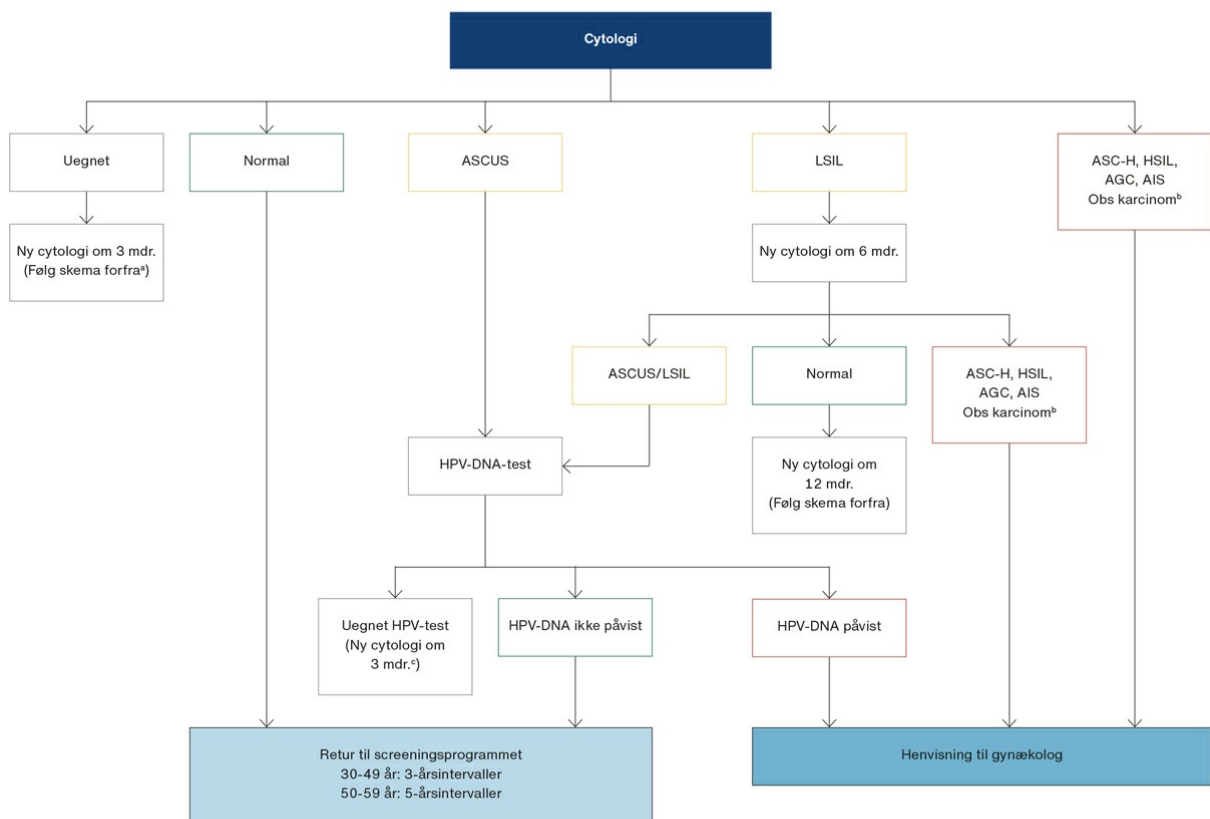 Cytologi
Uegnet
Normal
ASCUS
LSIL
ASC-H, HSIL,
AGC, AIS
Obs karcinomᵇ
Ny cytologi om 3 mdr.
(Følg skema forfraᵃ)
Ny cytologi om 6 mdr.
ASCUS/LSIL
Normal
ASC-H, HSIL,
AGC, AIS
Obs karcinomᵇ
HPV-DNA-test
Ny cytologi om
12 mdr.
(Følg skema forfra)
Uegnet HPV-test
(Ny cytologi om
3 mdr.ᶜ)
HPV-DNA ikke påvist
HPV-DNA påvist
Retur til screeningsprogrammet
30-49 år: 3-årsintervaller
50-59 år: 5-årsintervaller
Henvisning til gynækolog